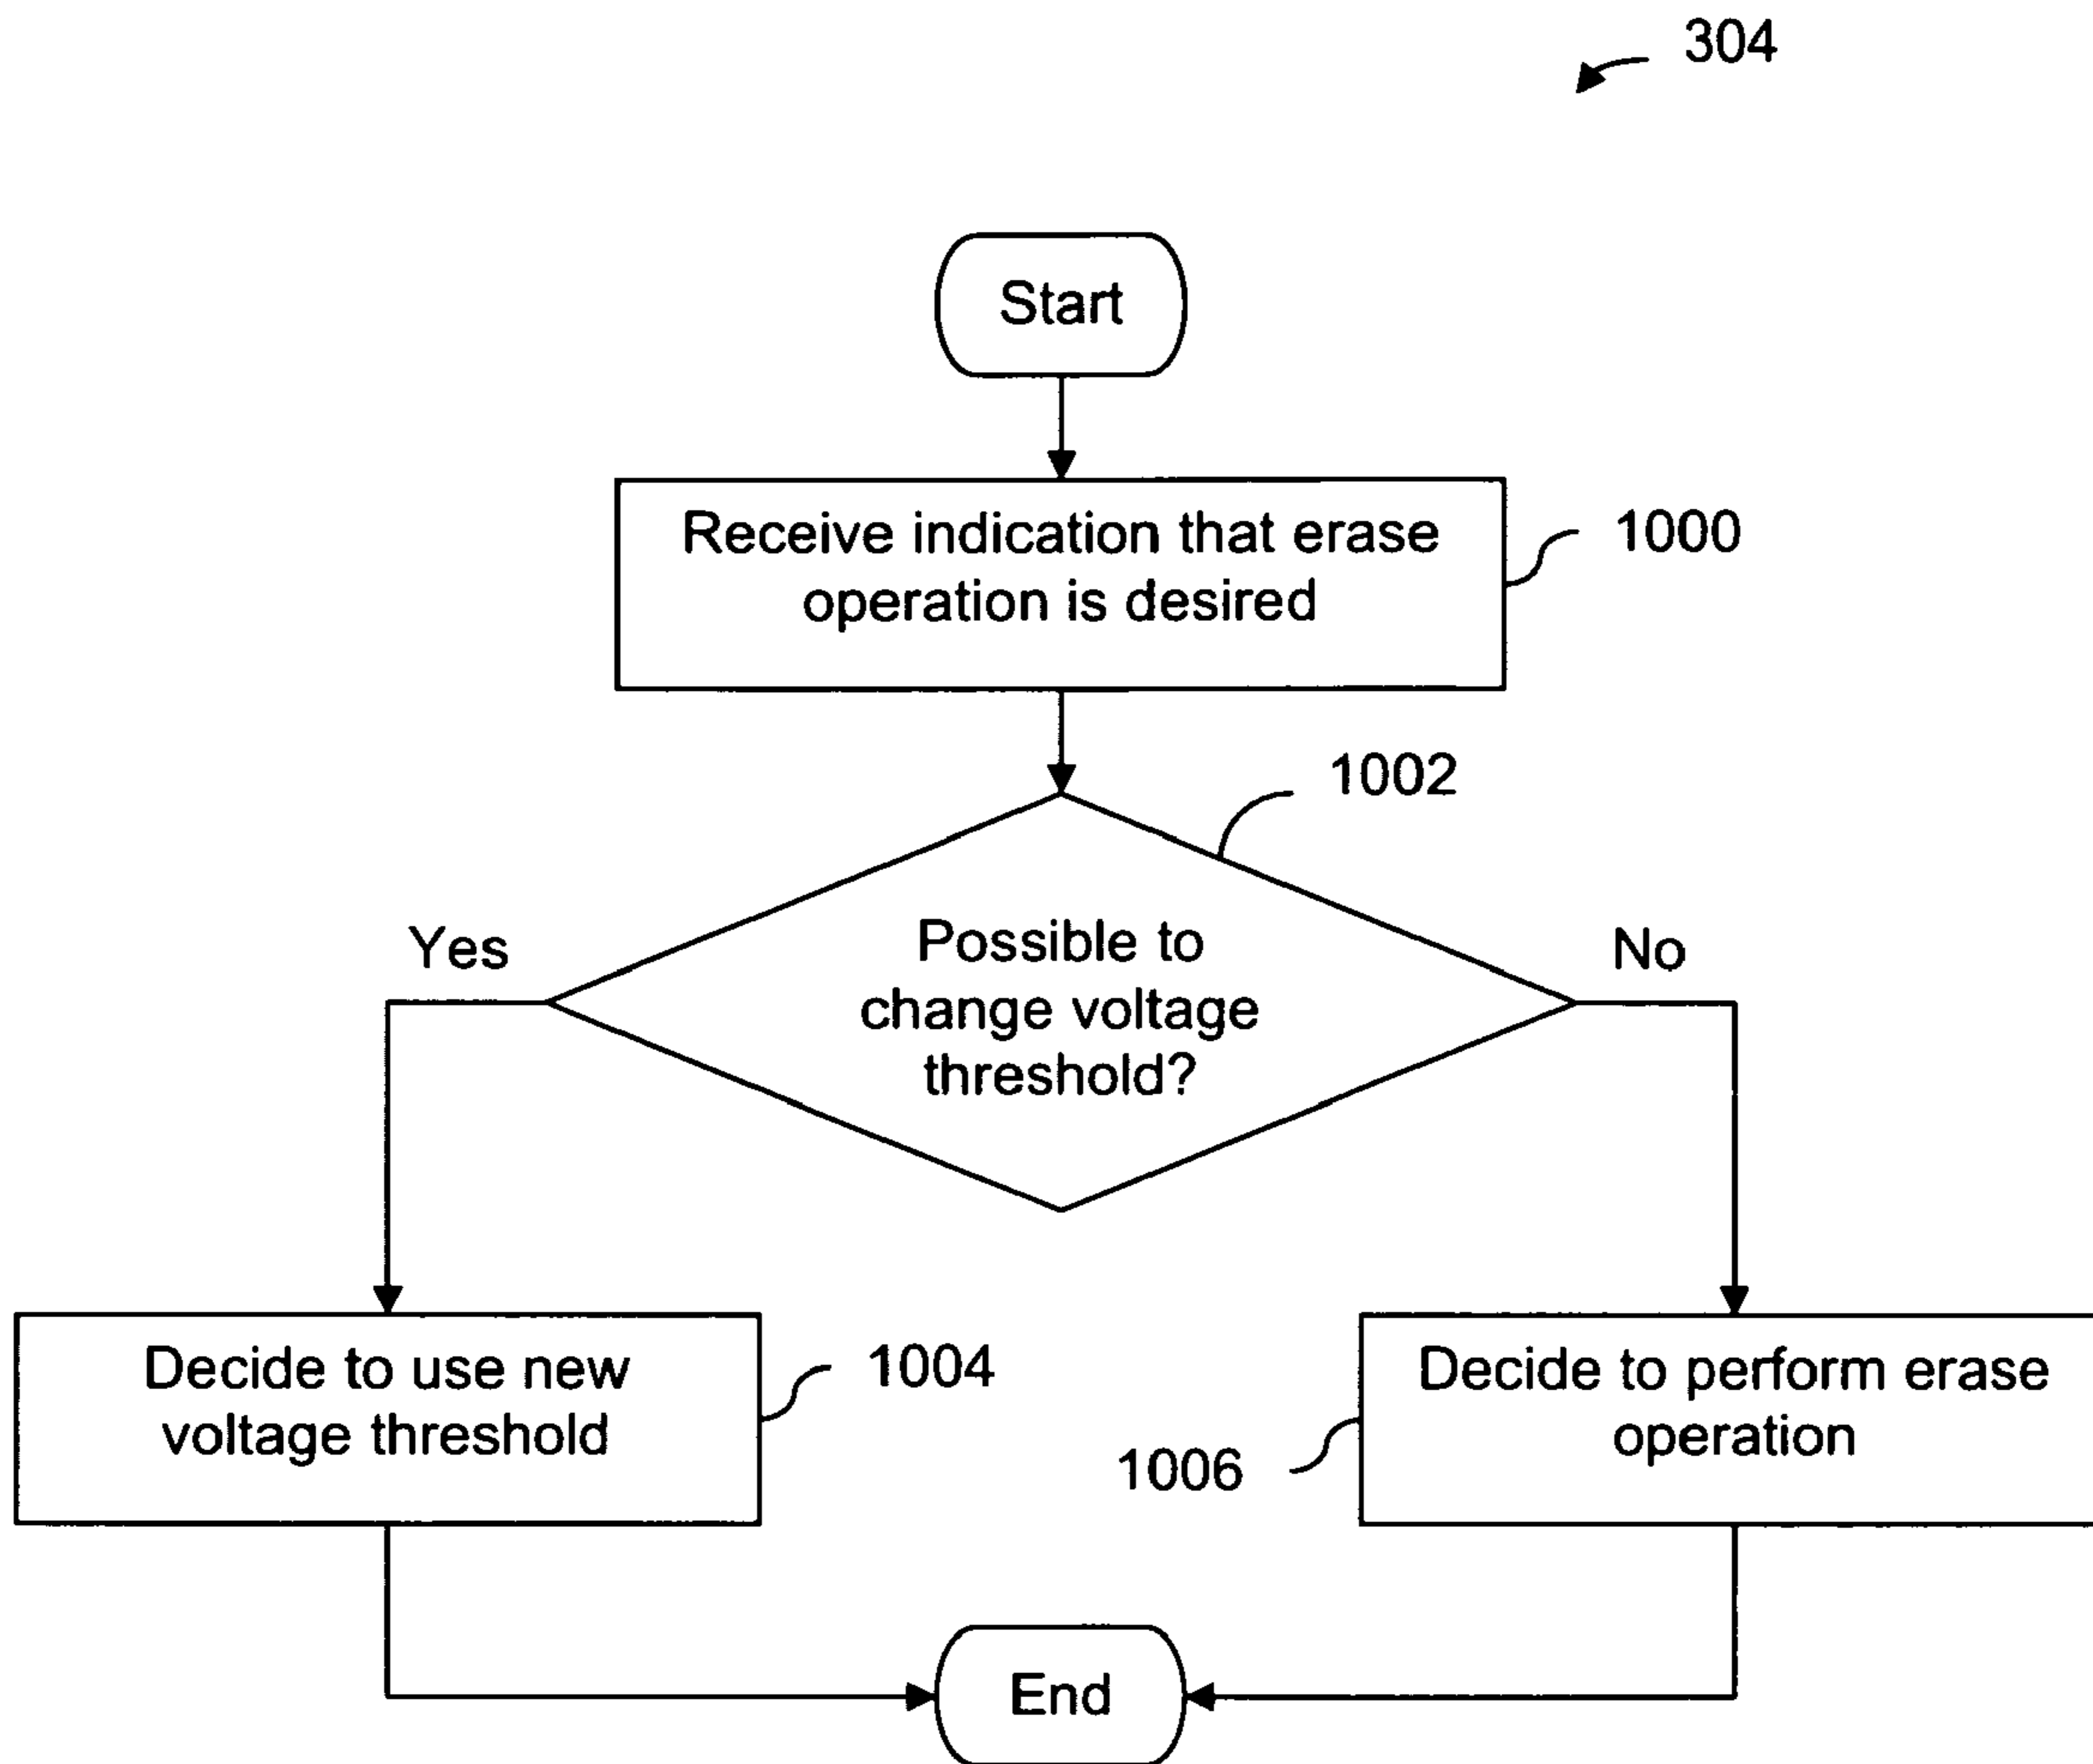 304
Start
Receive indication that erase
operation is desired
1000
1002
Possible to
change voltage
threshold?
Yes
No
Decide to use new
voltage threshold
1004
Decide to perform erase
operation
1006
End